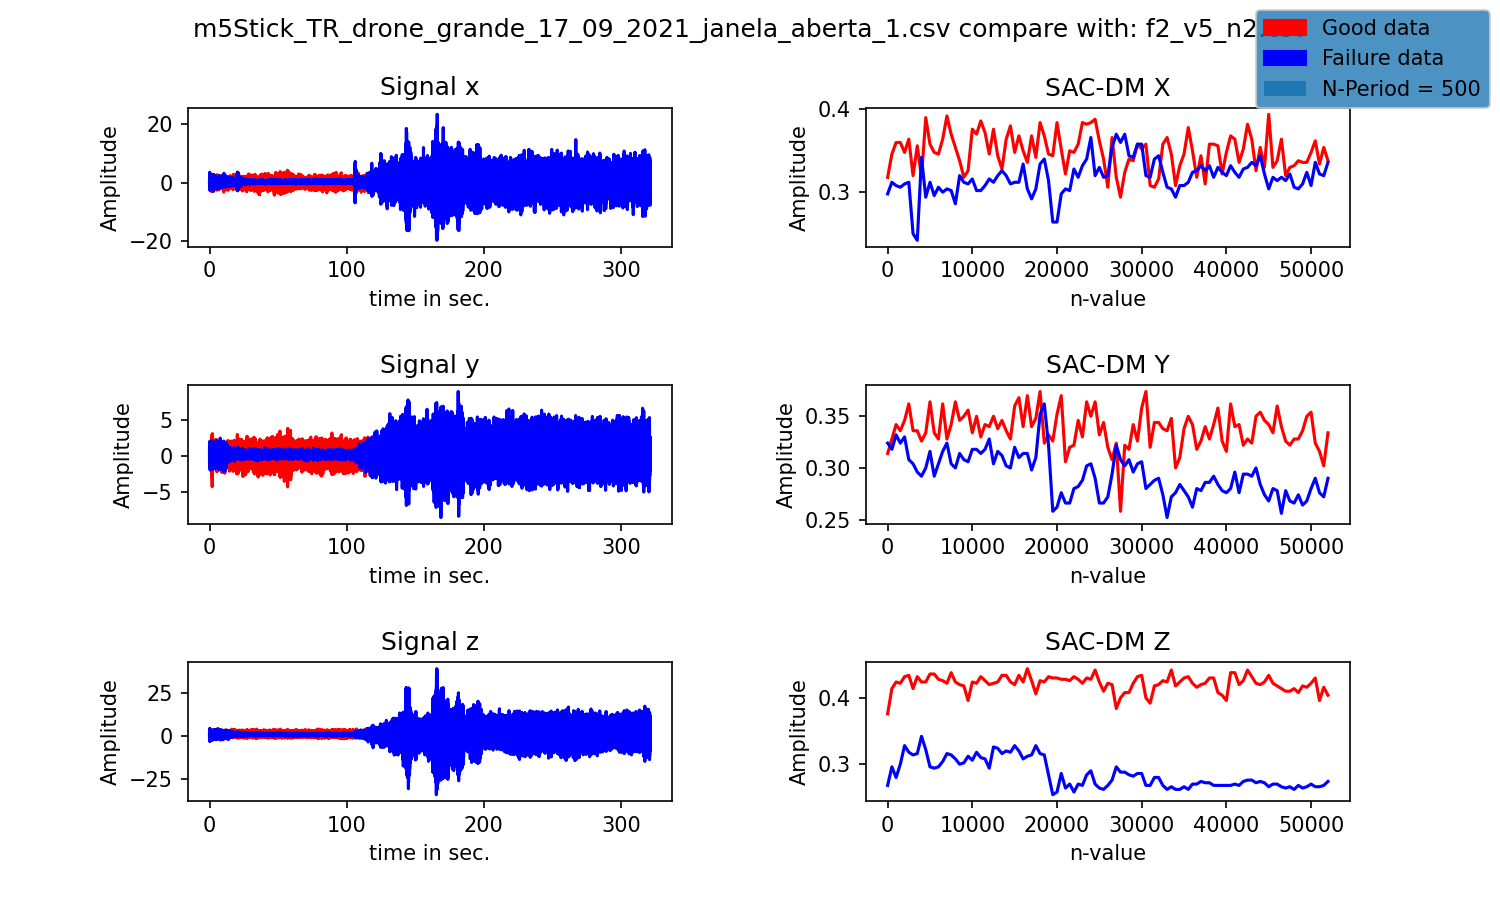 m5Stick_TR_drone_grande_17_09_2021_janela_aberta_1.csv compare with: f2_v5_n2
Good data
Failure data
N-Period = 500
Signal x
Amplitude
20
0
−20
0 100 200 300
time in sec.
SAC-DM X
Amplitude
0.4
0.3
0 10000 20000 30000 40000 50000
n-value
Signal y
Amplitude
5
0
−5
0 100 200 300
time in sec.
SAC-DM Y
Amplitude
0.35
0.30
0.25
0 10000 20000 30000 40000 50000
n-value
Signal z
Amplitude
25
0
−25
0 100 200 300
time in sec.
SAC-DM Z
Amplitude
0.4
0.3
0 10000 20000 30000 40000 50000
n-value